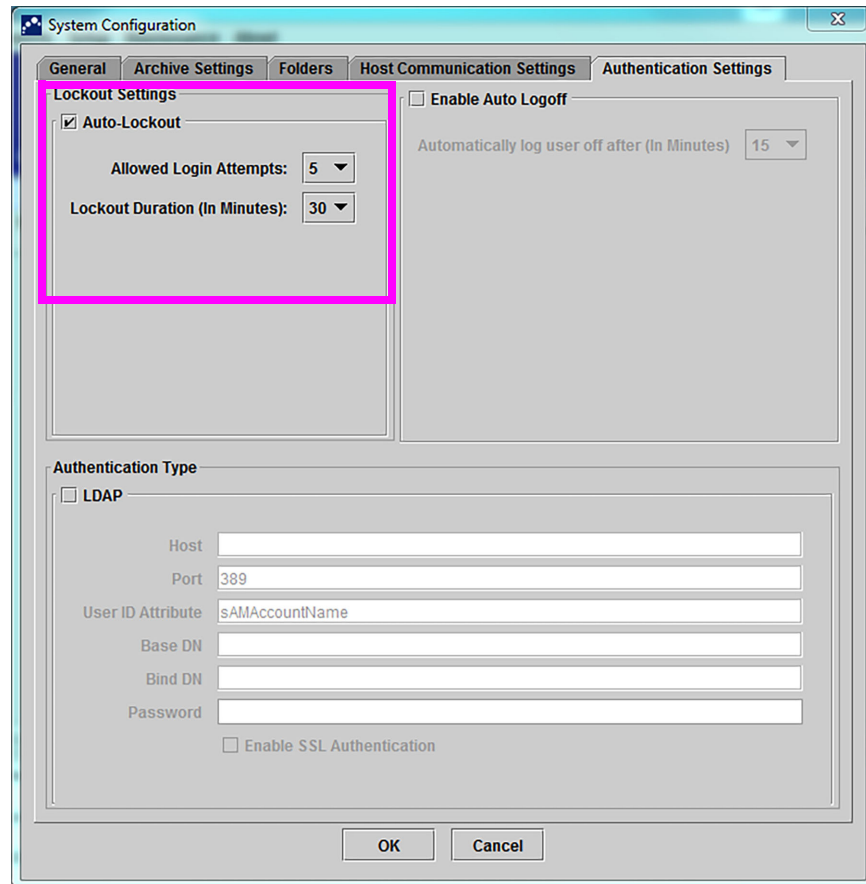 System Configuration
General Archive Settings Folders Host Communication Settings Authentication Settings
Lockout Settings
Auto-Lockout
Allowed Login Attempts: 5
Lockout Duration (In Minutes): 30
Enable Auto Logoff
Automatically log user off after (In Minutes) 15
Authentication Type
LDAP
Host
Port 389
User ID Attribute sAMAccountName
Base DN
Bind DN
Password
Enable SSL Authentication
OK Cancel